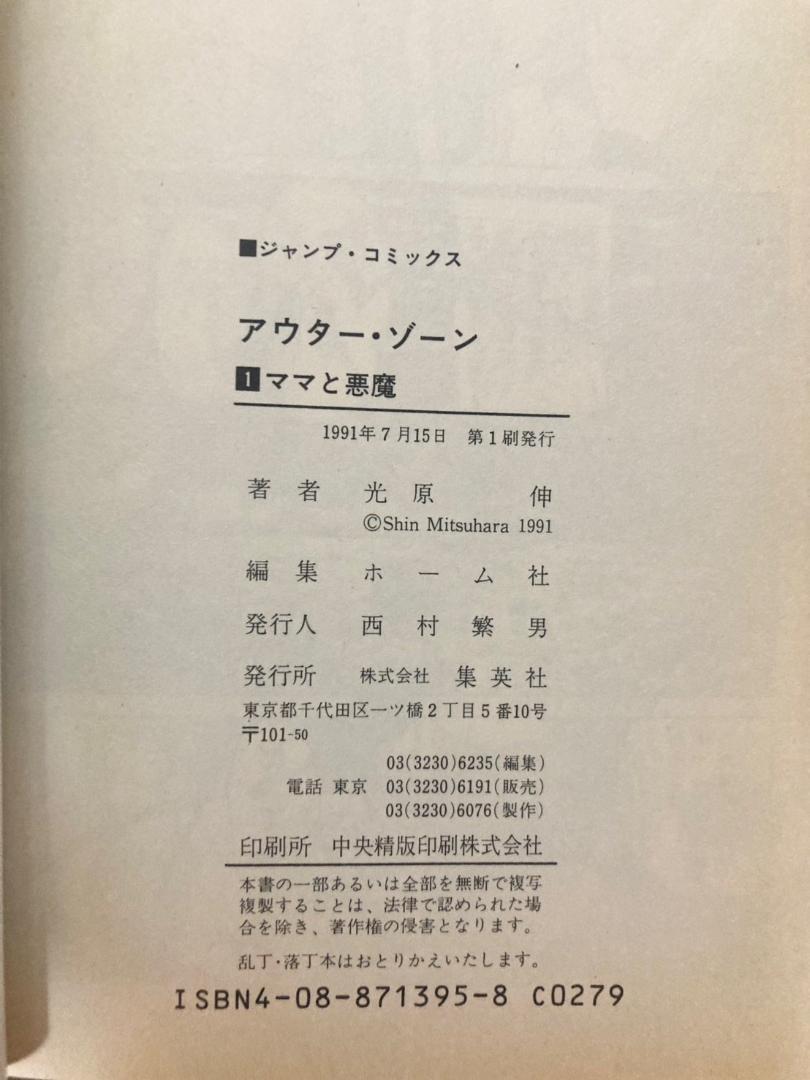 ■ジャンプ・コミックス
アウター・ゾーン
1 ママと悪魔
1991年7月15日 第1刷発行
著者 光原 伸
©Shin Mitsuhara 1991
編集 ホーム社
発行人 西村繁男
発行所 株式会社 集英社
東京都千代田区一ツ橋2丁目5番10号
〒101-50
03(3230)6235(編集)
電話 東京 03(3230)6191(販売)
03(3230)6076(製作)
印刷所 中央精版印刷株式会社
本書の一部あるいは全部を無断で複写
複製することは、法律で認められた場
合を除き、著作権の侵害となります。
乱丁・落丁本はおとりかえいたします。
ISBN4-08-871395-8 C0279